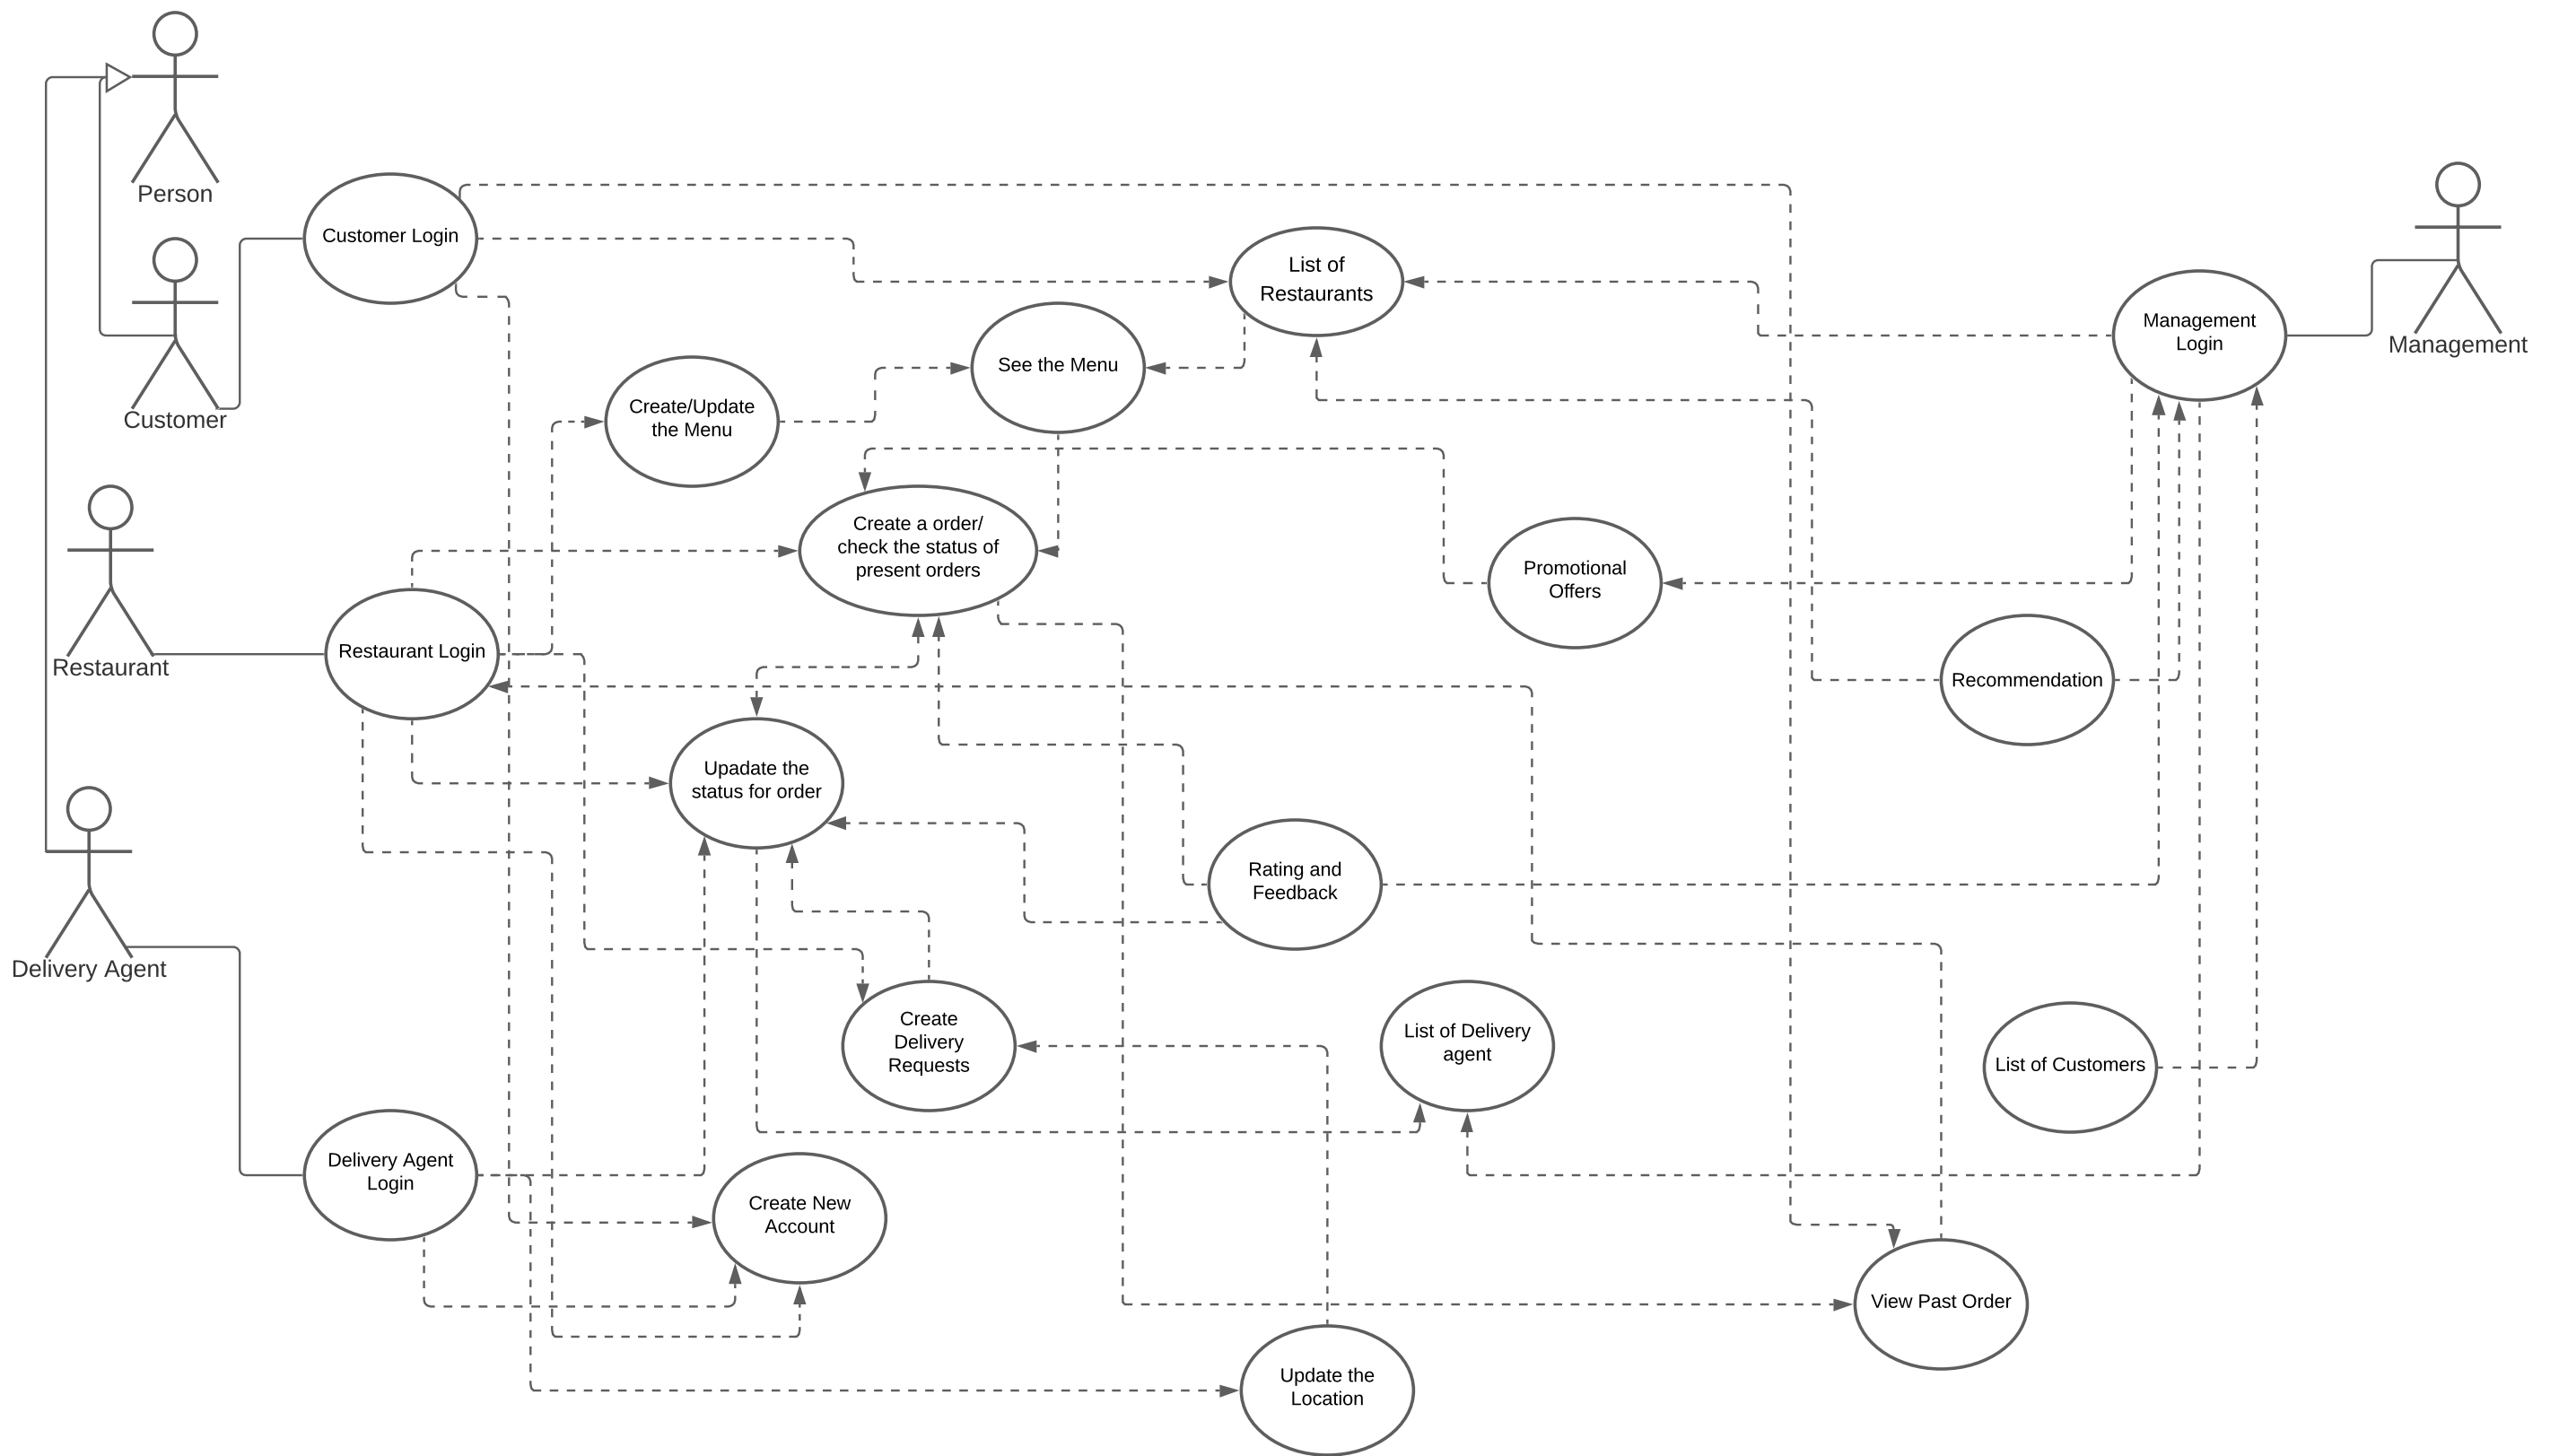 Person
Customer Login
List of
Restaurants
Management
Login
Management
See the Menu
Customer
Create/Update
the Menu
Create a order/
check the status of
present orders
Promotional
Offers
Restaurant
Restaurant Login
Recommendation
Upadate the
status for order
Rating and
Feedback
Delivery Agent
Create
Delivery
Requests
List of Delivery
agent
List of Customers
Delivery Agent
Login
Create New
Account
View Past Order
Update the
Location